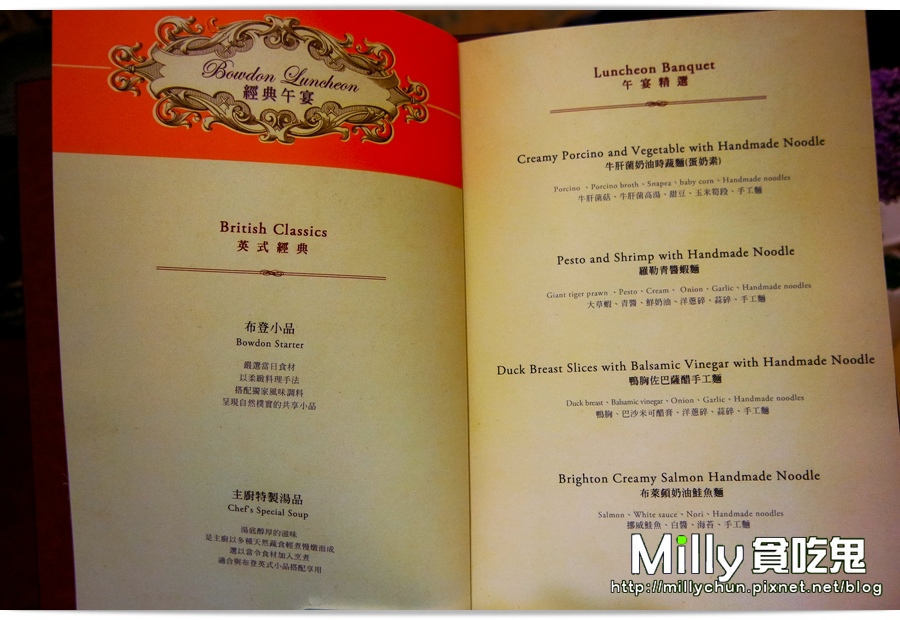 Bowdon Luncheon
經典午宴
British Classics
英式經典
布登小品
Bowdon Starter
嚴選當日食材
以柔緻料理手法
搭配獨家風味調料
呈現自然樸實的共享小品
主廚特製湯品
Chef's Special Soup
湯底醇厚的滋味
是主廚以多種天然蔬食輕煮慢燉而成
選以當令食材加入烹煮
適合與布登英式小品搭配享用
Luncheon Banquet
午宴精選
Creamy Porcino and Vegetable with Handmade Noodle
牛肝菌奶油時蔬麵(蛋奶素)
Porcino、Porcino broth、Snapea、baby corn、Handmade noodles
牛肝菌菇、牛肝菌高湯、甜豆、玉米筍段、手工麵
Pesto and Shrimp with Handmade Noodle
羅勒青醬蝦麵
Giant tiger prawn、Pesto、Cream、Onion、Garlic、Handmade noodles
大草蝦、青醬、鮮奶油、洋蔥碎、蒜碎、手工麵
Duck Breast Slices with Balsamic Vinegar with Handmade Noodle
鴨胸佐巴薩醋手工麵
Duck breast、Balsamic vinegar、Onion、Garlic、Handmade noodles
鴨胸、巴沙米可醋膏、洋蔥碎、蒜碎、手工麵
Brighton Creamy Salmon Handmade Noodle
布萊頓奶油鮭魚麵
Salmon、White sauce、Nori、Handmade noodles
挪威鮭魚、白醬、海苔、手工麵
Milly 貪吃鬼
http://millychun.pixnet.net/blog